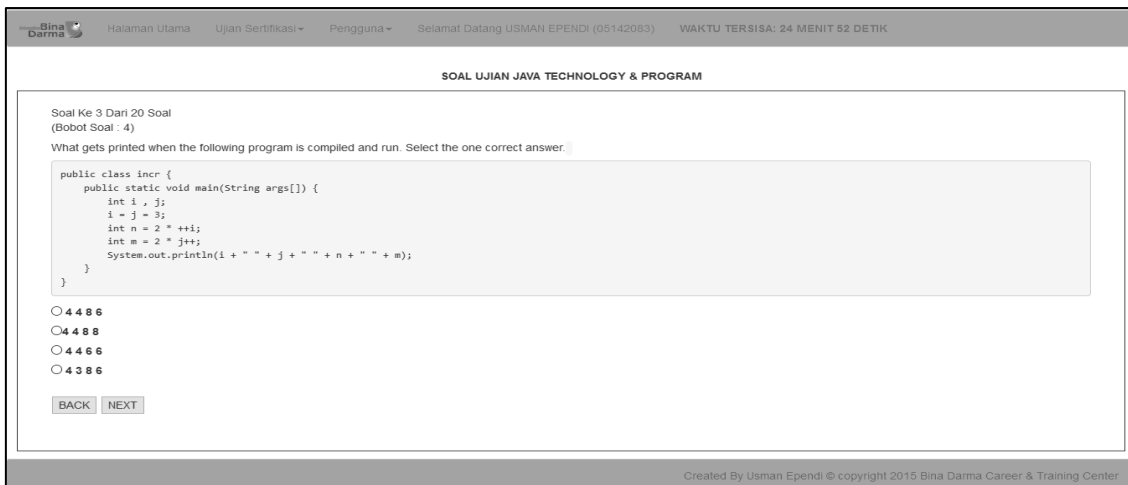 Bina Darma Halaman Utama Ujian Sertifikasi Pengguna Selamat Datang USMAN EPENDI (05142083) WAKTU TERSISA: 24 MENIT 52 DETIK
SOAL UJIAN JAVA TECHNOLOGY & PROGRAM
Soal Ke 3 Dari 20 Soal
(Bobot Soal : 4)
What gets printed when the following program is compiled and run. Select the one correct answer.
public class incr {
    public static void main(String args[]) {
        int i , j;
        i = j = 3;
        int n = 2 * ++i;
        int m = 2 * j++;
        System.out.println(i + " " + j + " " + n + " " + m);
    }
}
4 4 8 6
4 4 8 8
4 4 6 6
4 3 8 6
BACK NEXT
Created By Usman Ependi © copyright 2015 Bina Darma Career & Training Center